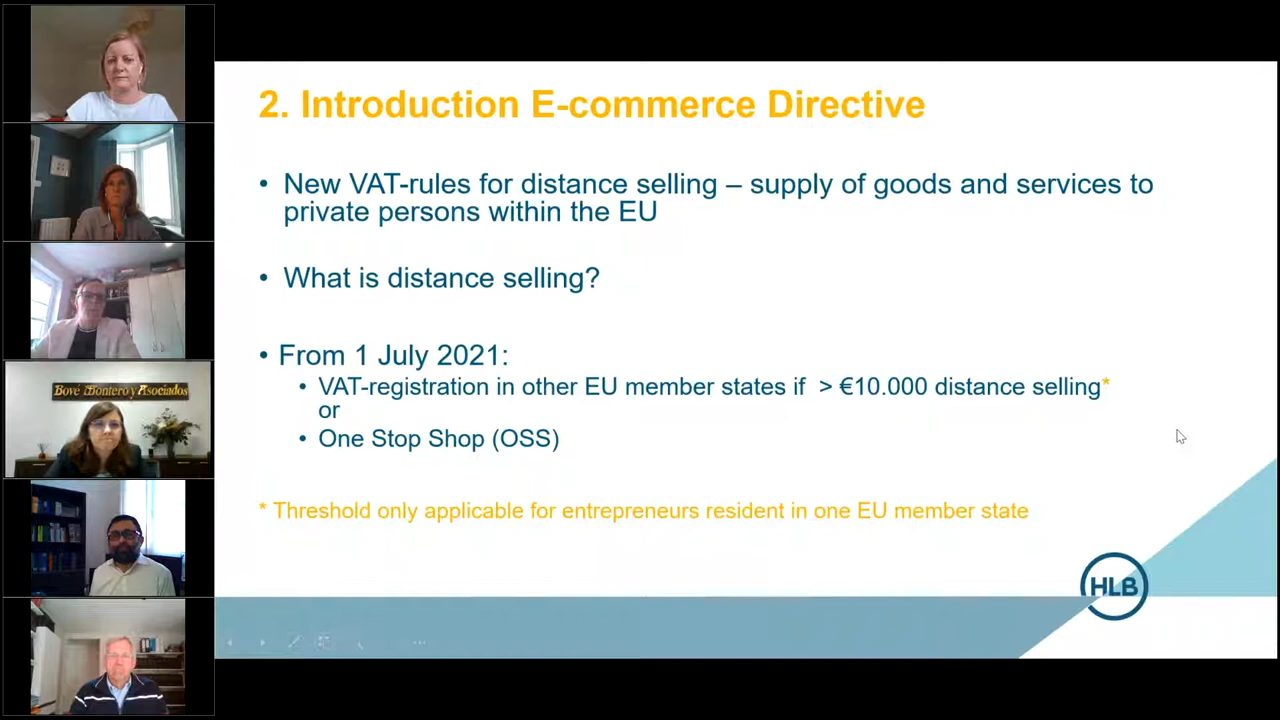 2. Introduction E-commerce Directive
• New VAT-rules for distance selling – supply of goods and services to
private persons within the EU
• What is distance selling?
• From 1 July 2021:
• VAT-registration in other EU member states if > €10.000 distance selling*
or
• One Stop Shop (OSS)
* Threshold only applicable for entrepreneurs resident in one EU member state
HLB
Bové Montero y Asociados